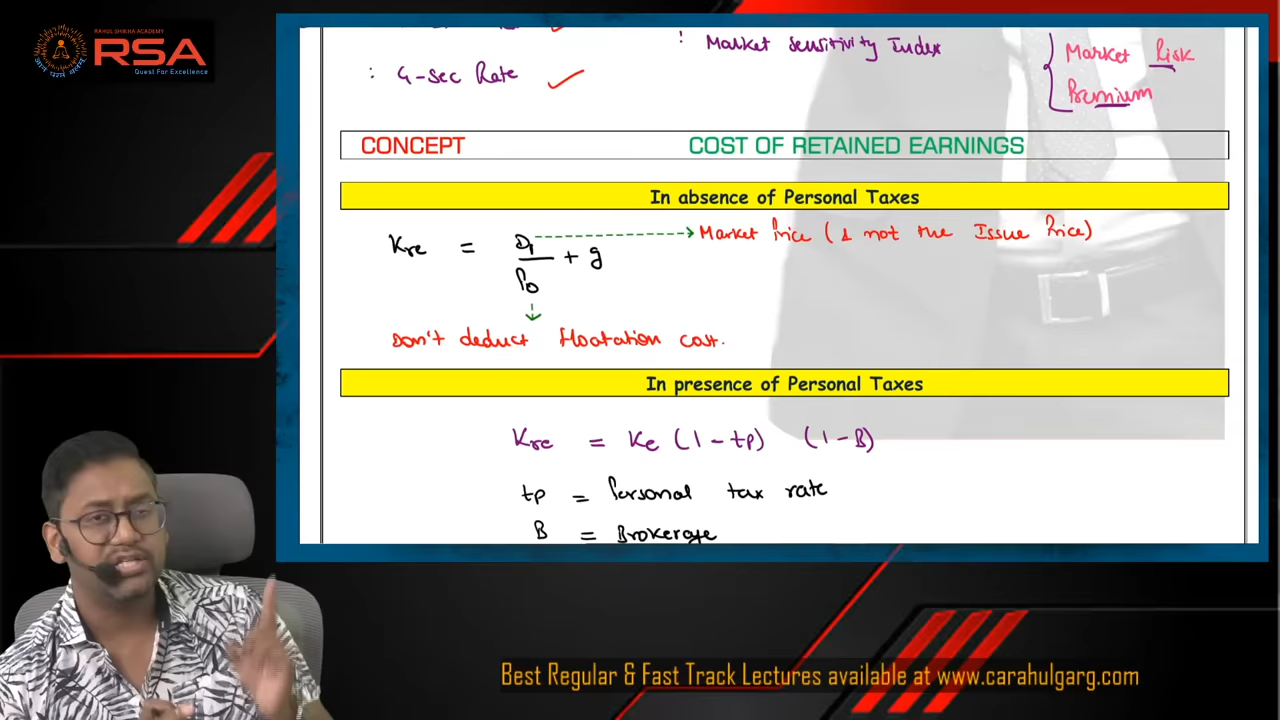 RAHUL SHIKHA ACADEMY
RSA
Quest For Excellence
: Market Sensitivity Index
Market Risk
Premium
: G-Sec Rate
CONCEPT COST OF RETAINED EARNINGS
In absence of Personal Taxes
Kre = D1 / P0 + g
Market Price (& not the Issue Price)
Don't deduct floatation cost.
In presence of Personal Taxes
Kre = Ke (1 - tp) (1 - B)
tp = Personal tax rate
B = Brokerage
Best Regular & Fast Track Lectures available at www.carahulgarg.com